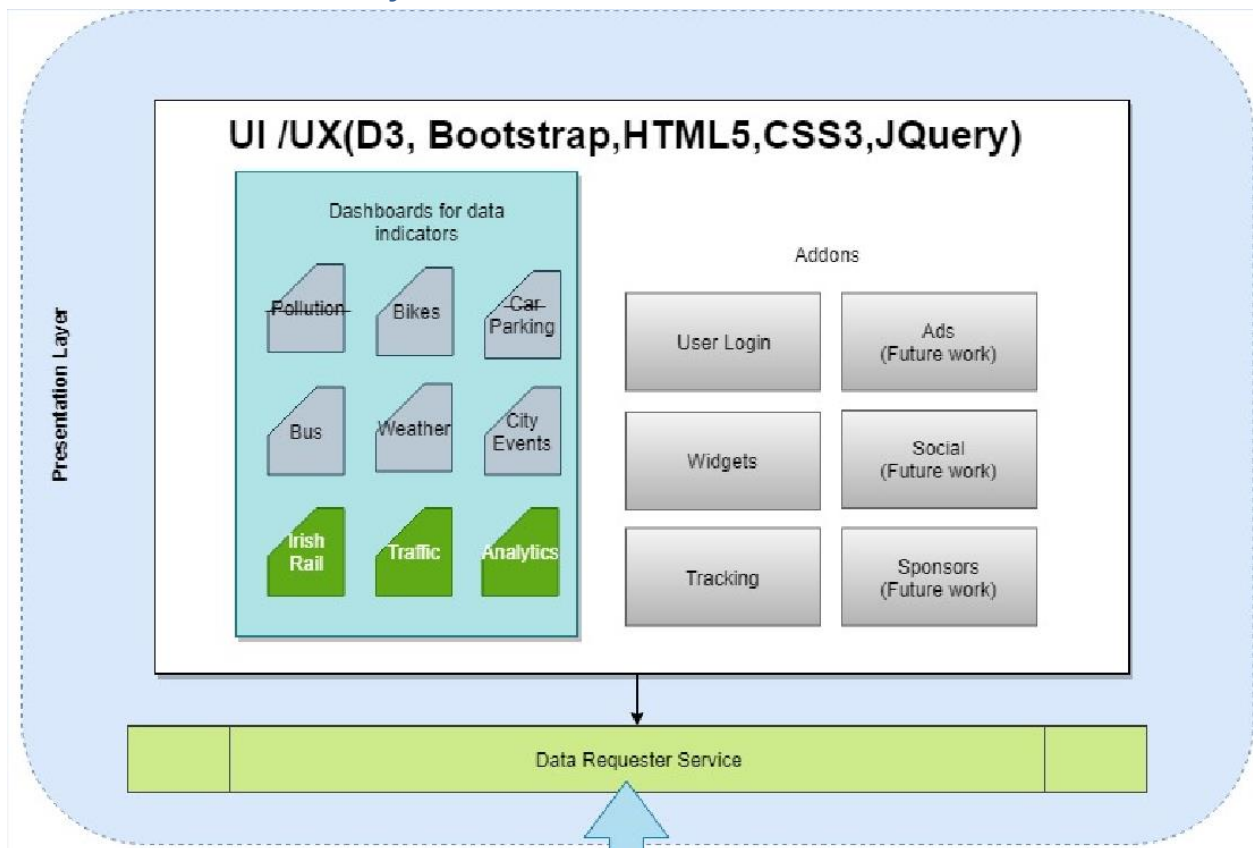 UI /UX(D3, Bootstrap,HTML5,CSS3,JQuery)
Presentation Layer
Dashboards for data
indicators
Pollution
Bikes
Car
Parking
Bus
Weather
City
Events
Irish
Rail
Traffic
Analytics
Addons
User Login
Ads
(Future work)
Widgets
Social
(Future work)
Tracking
Sponsors
(Future work)
Data Requester Service